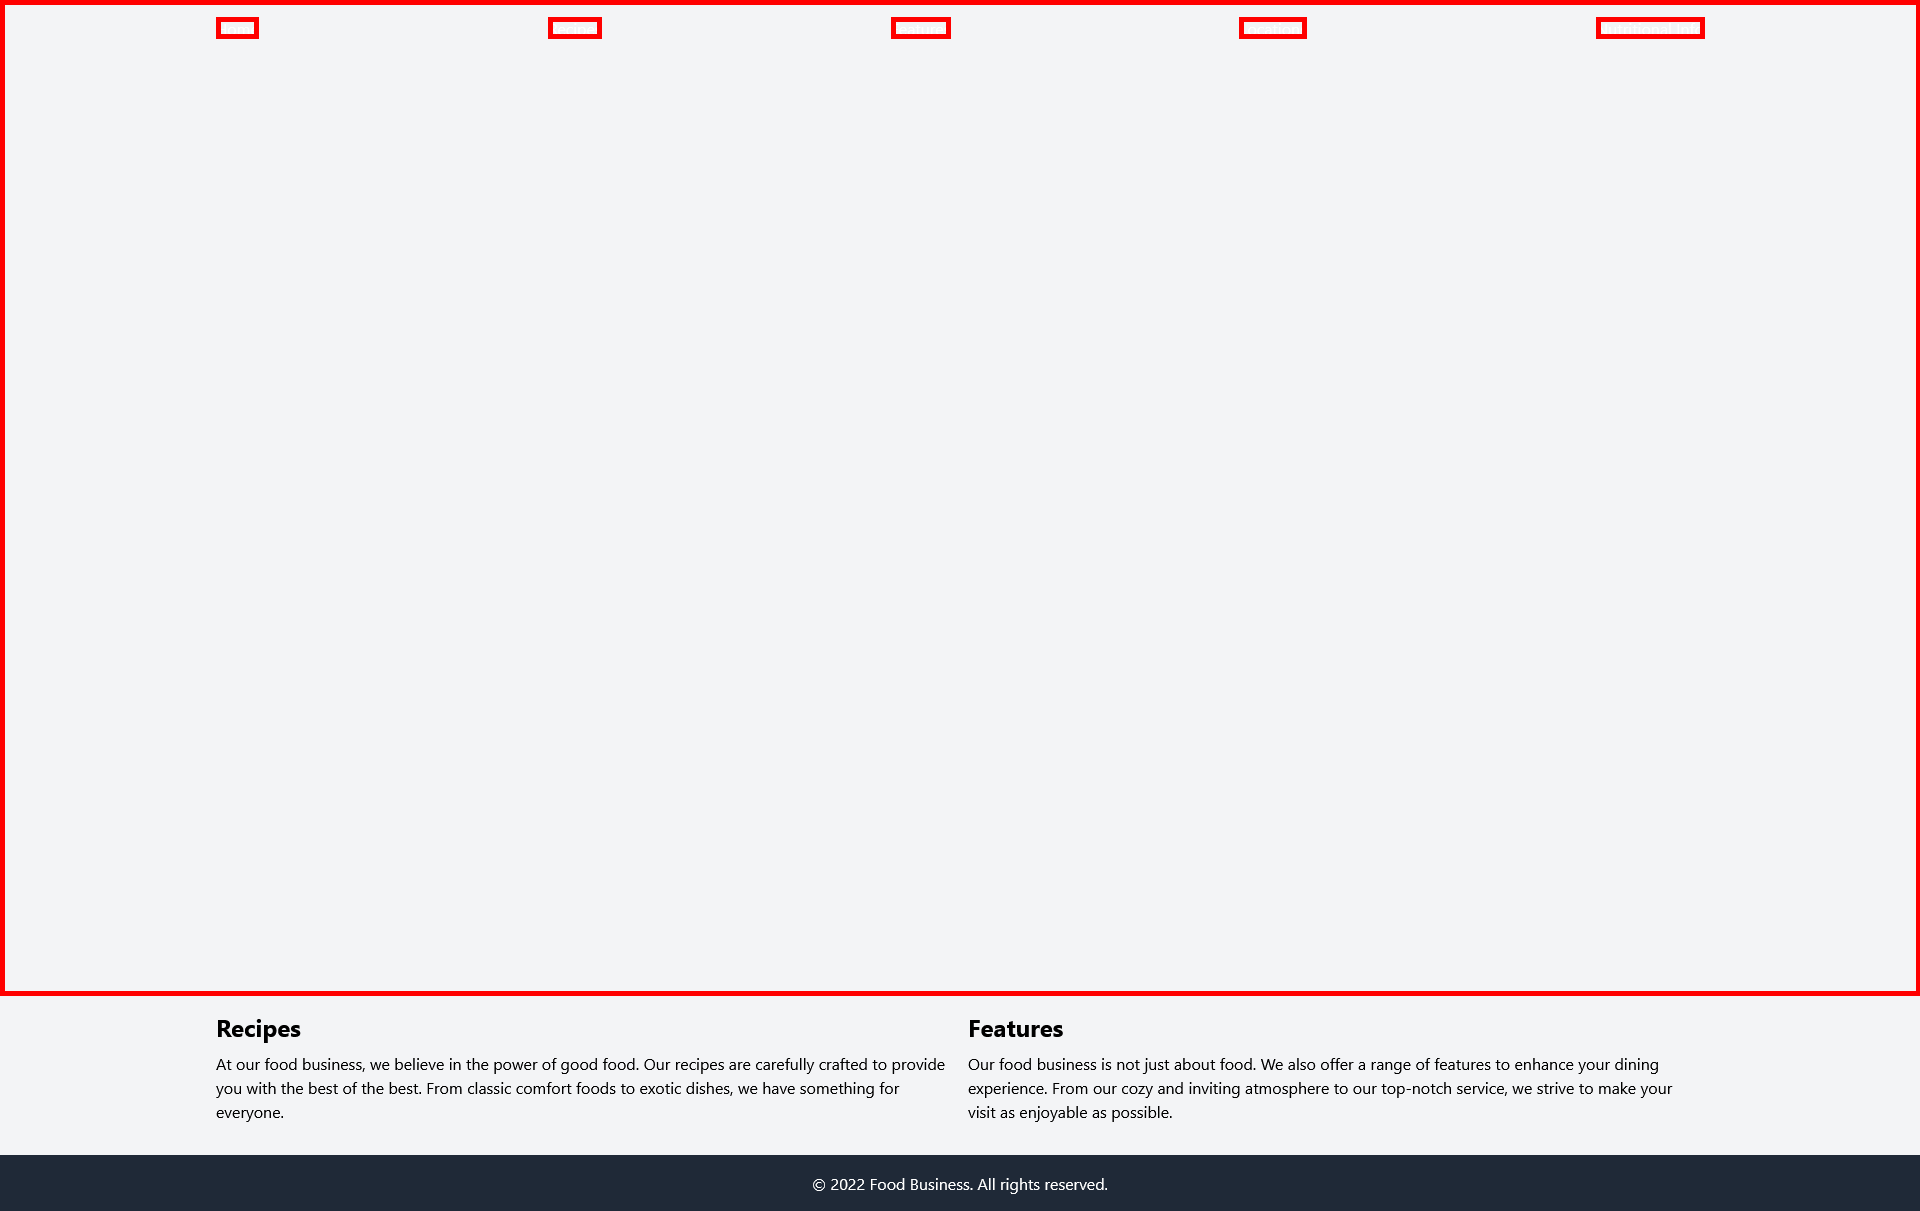 Recipes
At our food business, we believe in the power of good food. Our recipes are carefully crafted to provide
you with the best of the best. From classic comfort foods to exotic dishes, we have something for
everyone.
Features
Our food business is not just about food. We also offer a range of features to enhance your dining
experience. From our cozy and inviting atmosphere to our top-notch service, we strive to make your
visit as enjoyable as possible.
© 2022 Food Business. All rights reserved.